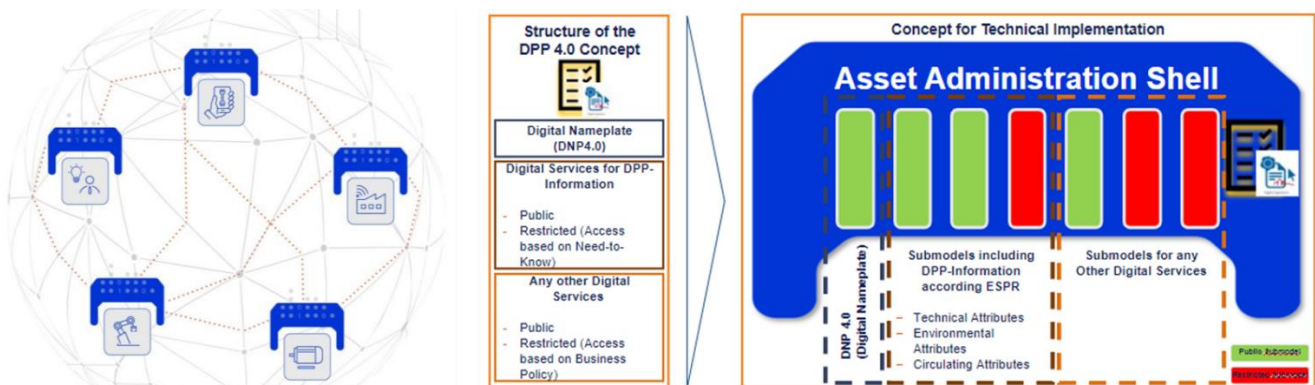 Structure of the
DPP 4.0 Concept
Digital Nameplate
(DNP4.0)
Digital Services for DPP-
Information
- Public
- Restricted (Access
based on Need-to-
Know)
Any other Digital
Services
- Public
- Restricted (Access
based on Business
Policy)
Concept for Technical Implementation
Asset Administration Shell
DNP 4.0
(Digital Nameplate)
Submodels including
DPP-Information
according ESPR
- Technical Attributes
- Environmental
Attributes
- Circulating Attributes
Submodels for any
Other Digital Services
Public Submodel
Restricted Submodel